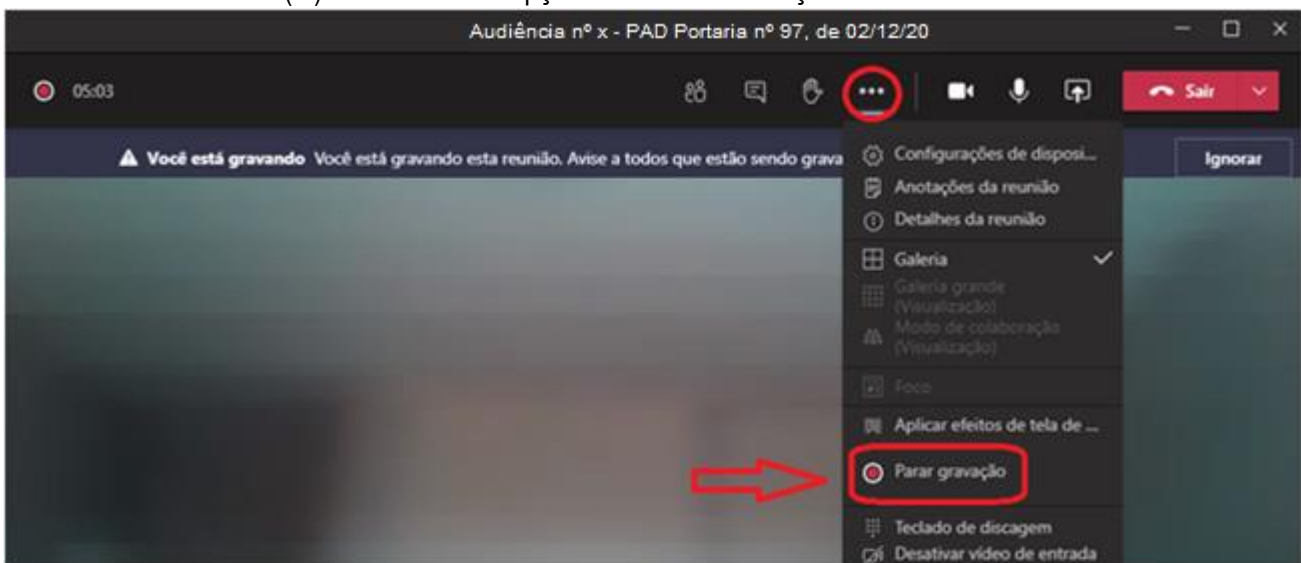 Audiência nº x - PAD Portaria nº 97, de 02/12/20
05:03
Sair
Você está gravando Você está gravando esta reunião. Avise a todos que estão sendo grava
Ignorar
Configurações de disposi...
Anotações da reunião
Detalhes da reunião
Galeria
Galeria grande
(Visualização)
Modo de colaboração
(Visualização)
Foco
Aplicar efeitos de tela de ...
Parar gravação
Teclado de discagem
Desativar vídeo de entrada